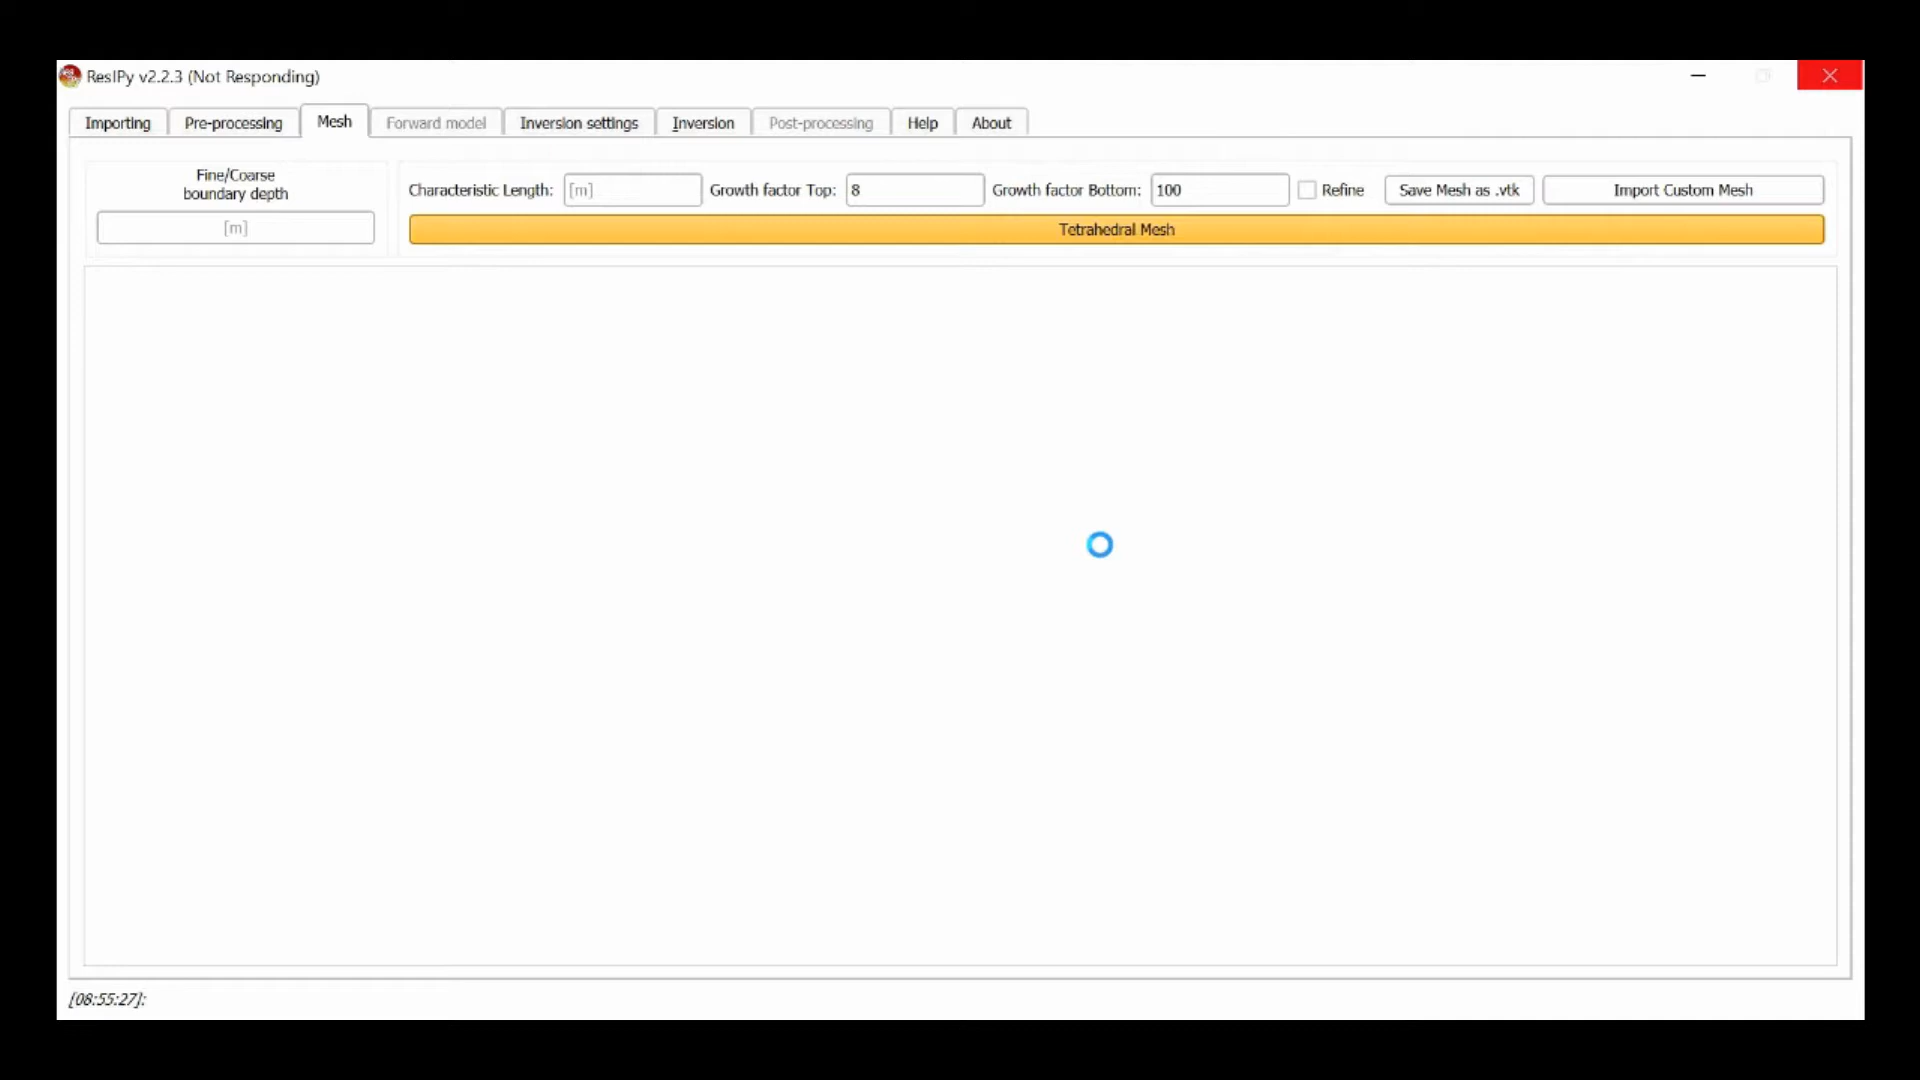 ResIPy v2.2.3 (Not Responding)
Importing Pre-processing Mesh Forward model Inversion settings Inversion Post-processing Help About
Fine/Coarse
boundary depth
[m]
Characteristic Length: [m] Growth factor Top: 8 Growth factor Bottom: 100 Refine Save Mesh as .vtk Import Custom Mesh
Tetrahedral Mesh
[08:55:27]: